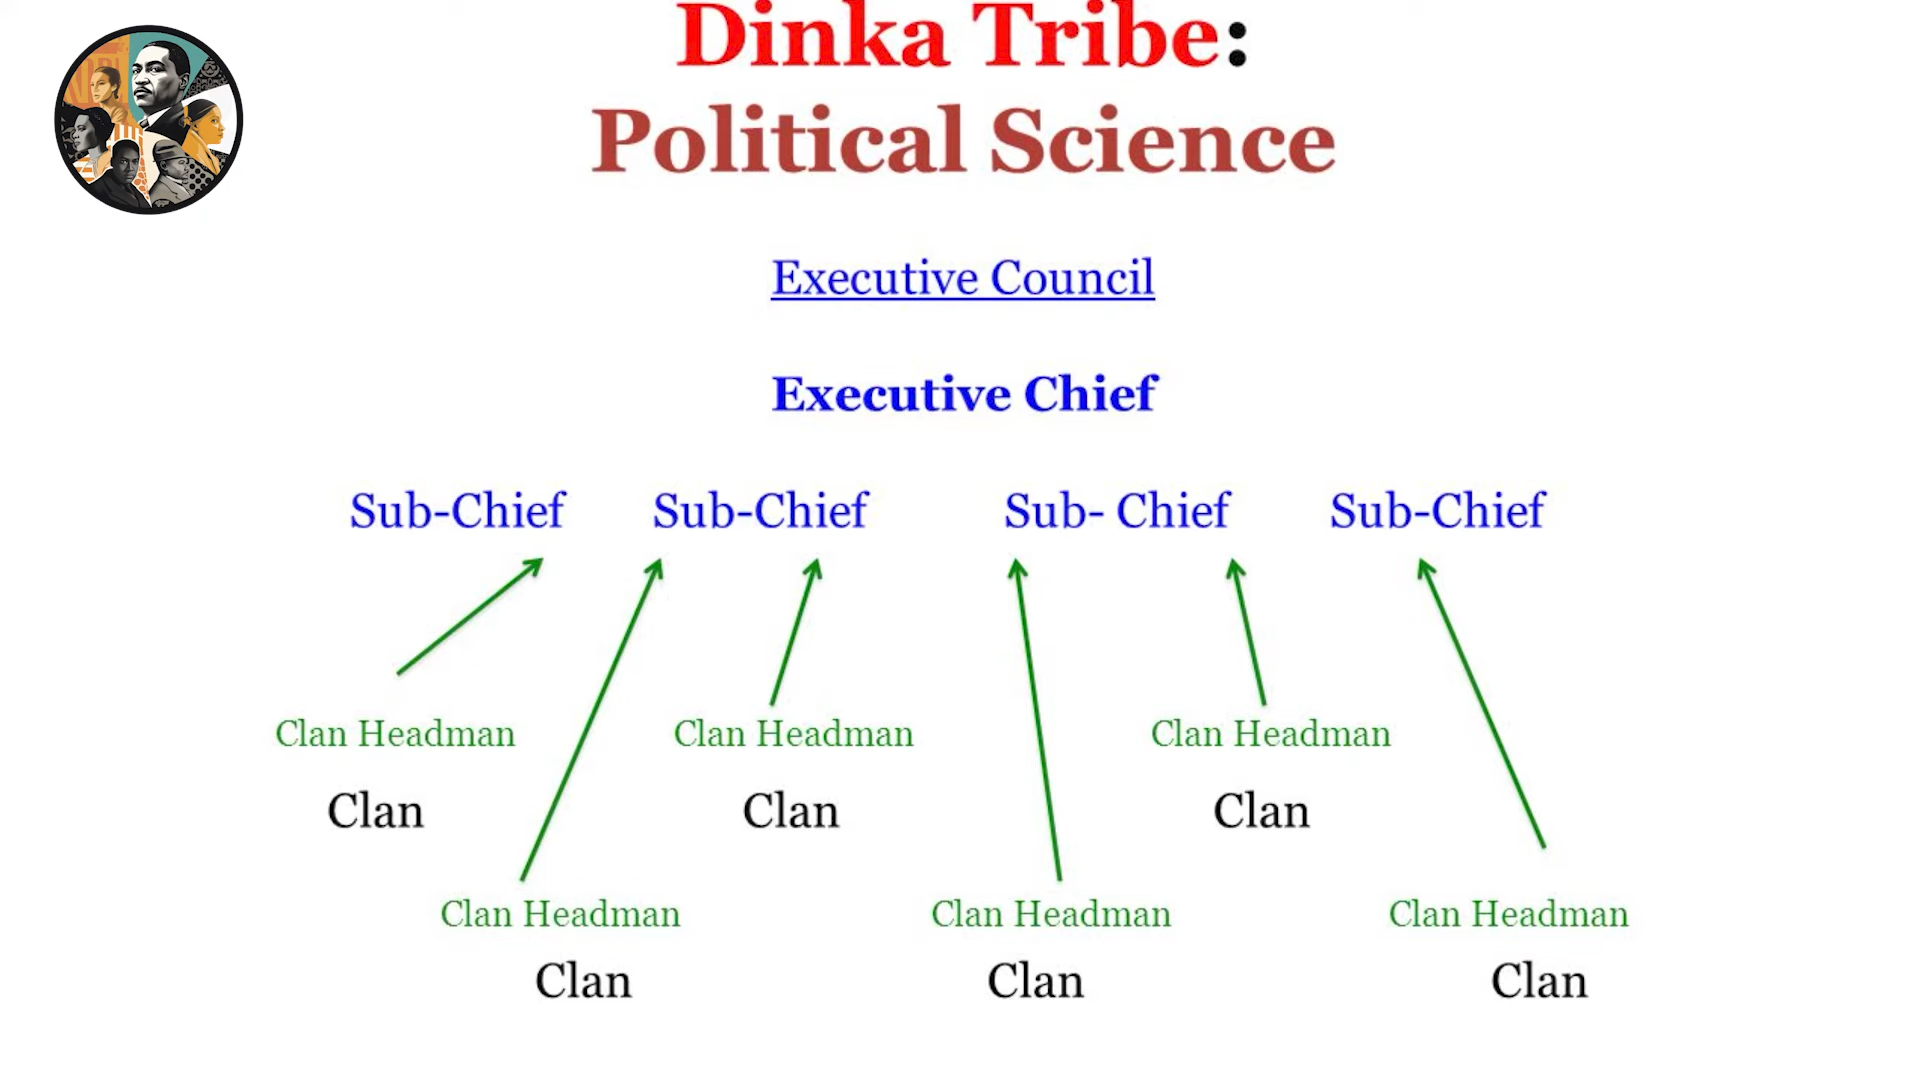 Dinka Tribe:
Political Science
Executive Council
Executive Chief
Sub-Chief Sub-Chief Sub- Chief Sub-Chief
Clan Headman Clan Headman Clan Headman
Clan Clan Clan
Clan Headman Clan Headman Clan Headman
Clan Clan Clan